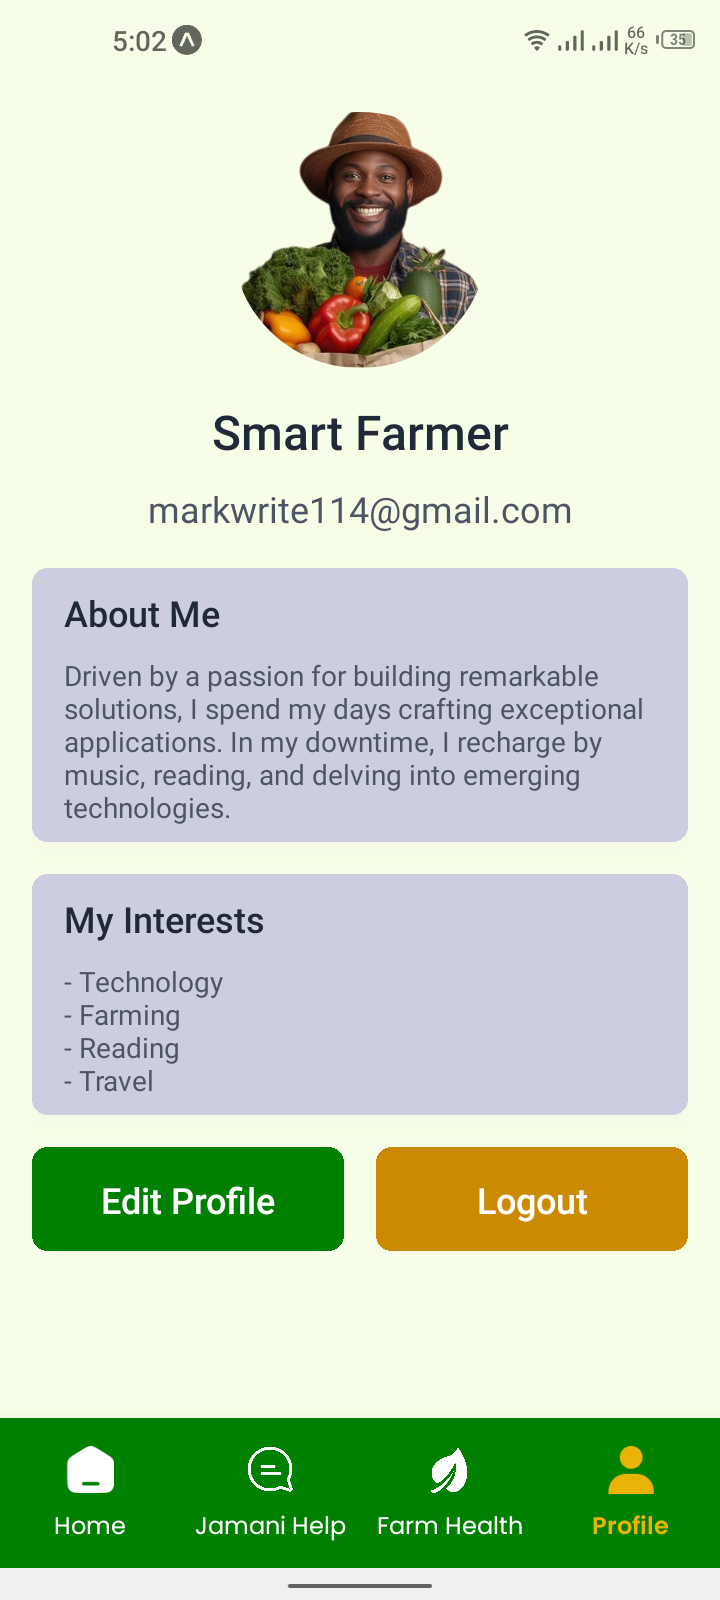 5:02
66
K/s
35
Smart Farmer
markwrite114@gmail.com
About Me
Driven by a passion for building remarkable
solutions, I spend my days crafting exceptional
applications. In my downtime, I recharge by
music, reading, and delving into emerging
technologies.
My Interests
- Technology
- Farming
- Reading
- Travel
Edit Profile
Logout
Home
Jamani Help
Farm Health
Profile